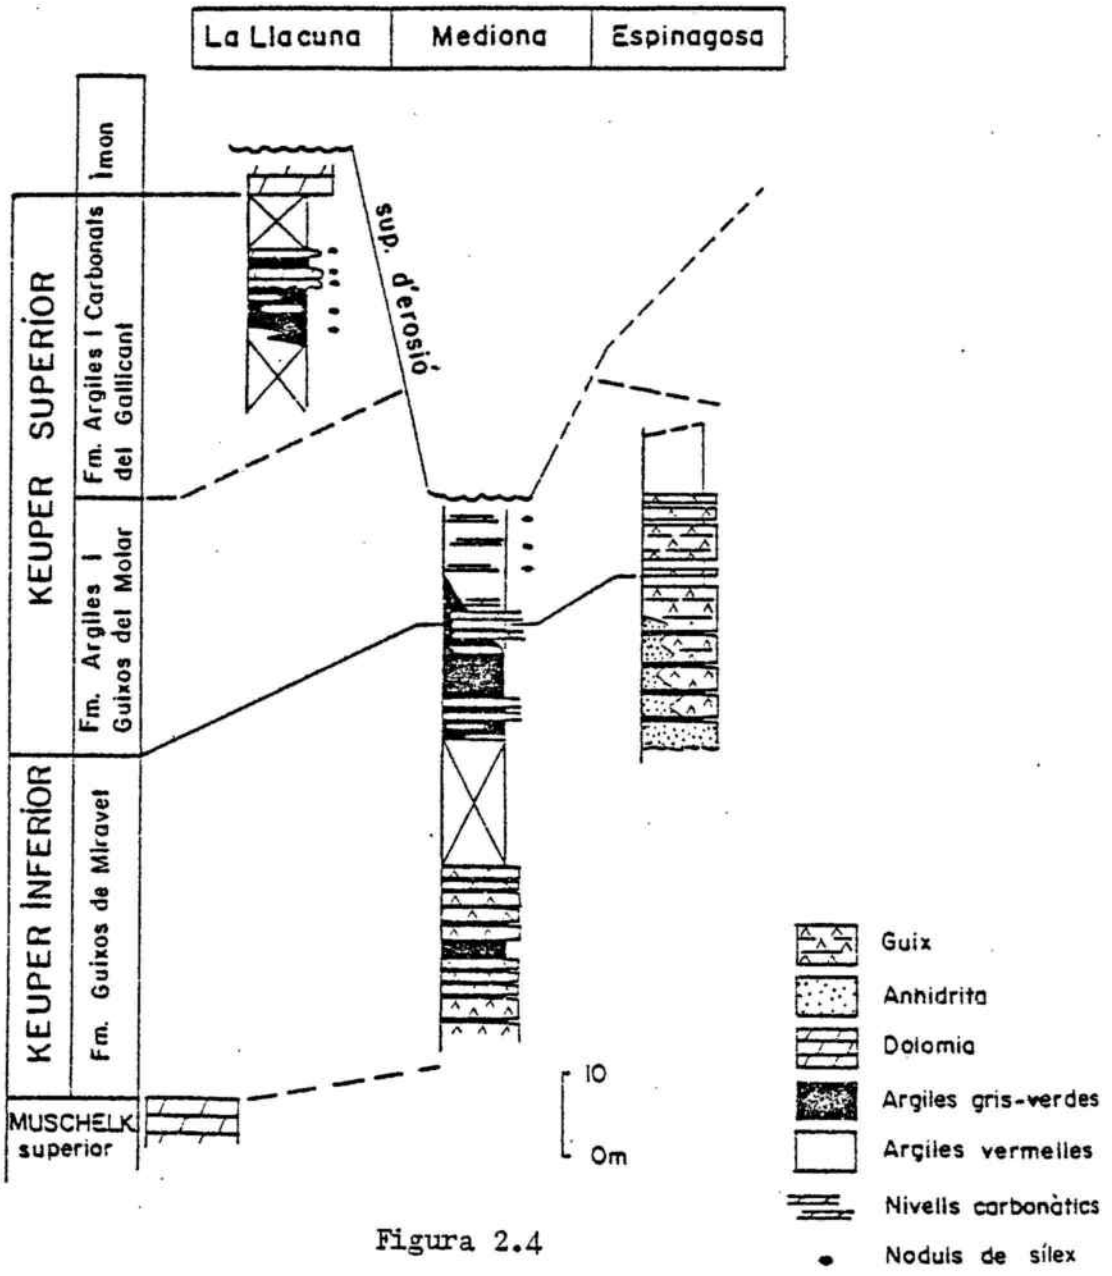 La Llacuna
Mediona
Espinagosa
Imon
KEUPER SUPERÍOR
Fm. Argiles i Carbonats
del Gallicant
Fm. Argiles i
Guixos del Molar
KEUPER ÍNFERÍOR
Fm. Guixos de Miravet
MUSCHELK
superior
sup. d'erosió
10
0m
Guix
Anhidrita
Dolomia
Argiles gris-verdes
Argiles vermelles
Nivells carbonàtics
Noduls de sílex
Figura 2.4